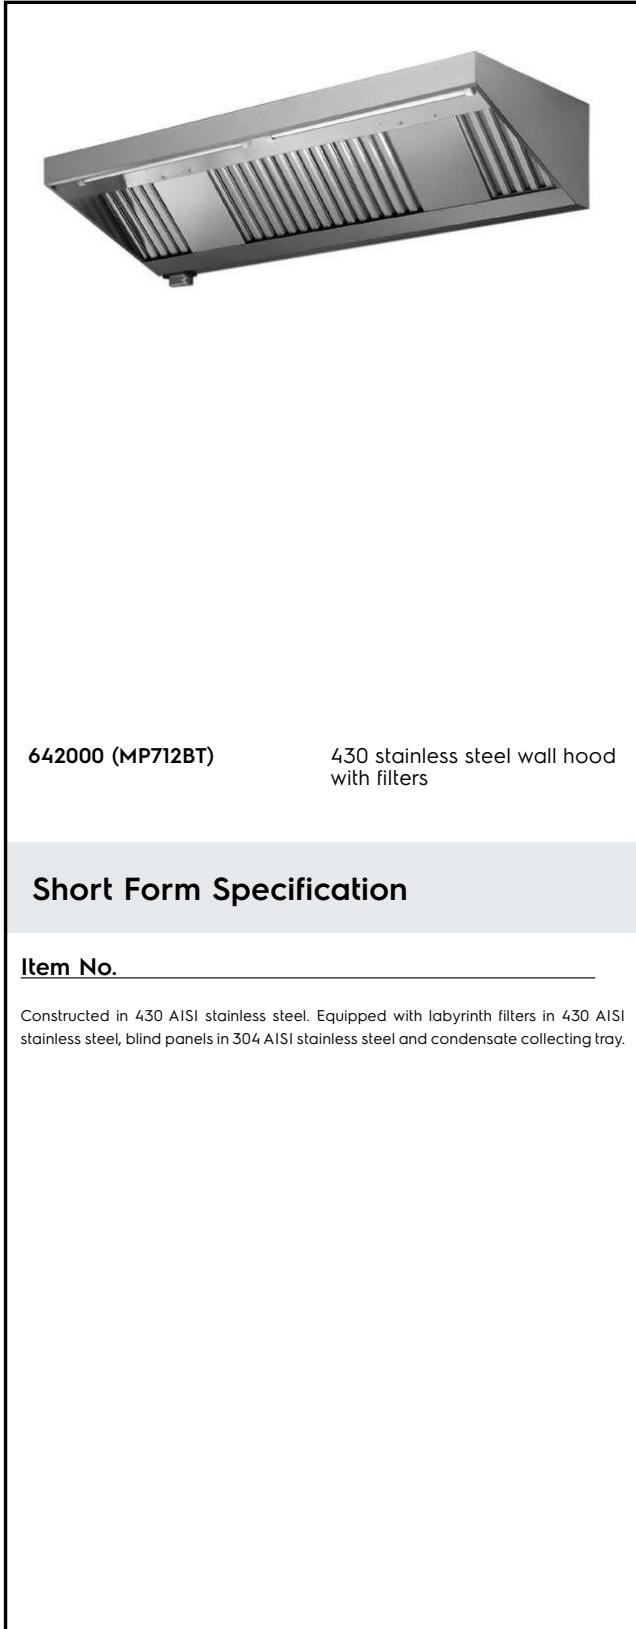 642000 (MP712BT)
430 stainless steel wall hood
with filters
Short Form Specification
Item No.
Constructed in 430 AISI stainless steel. Equipped with labyrinth filters in 430 AISI
stainless steel, blind panels in 304 AISI stainless steel and condensate collecting tray.